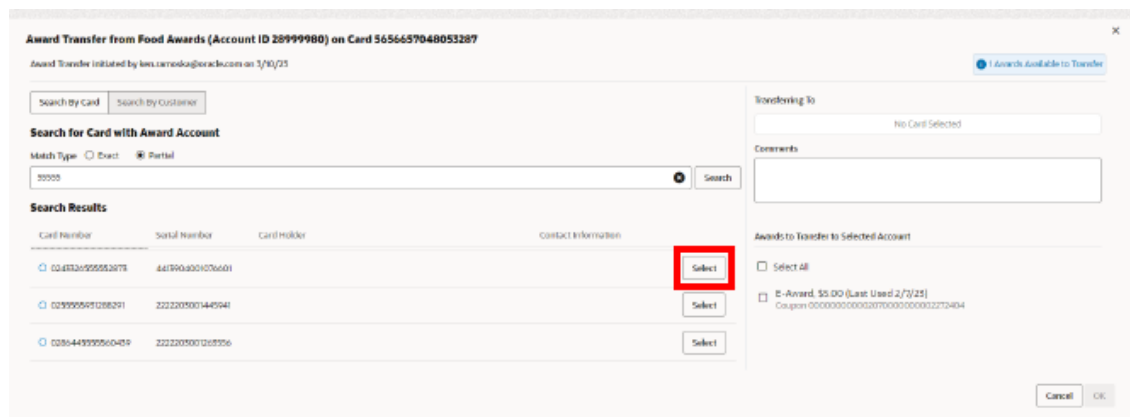 Award Transfer from Food Awards (Account ID 28999980) on Card 5656657048053287
Award Transfer initiated by ken.ramoska@oracle.com on 3/10/23
1 Awards Available to Transfer
Search By Card Search By Customer
Search for Card with Award Account
Match Type Exact Partial
55555
Search
Search Results
Card Number Serial Number Card Holder Contact Information
Select
Select
Select
Transferring To
No Card Selected
Comments
Awards to Transfer to Selected Account
Select All
E-Award, $5.00 (Last Used 2/7/23)
Coupon
Cancel OK